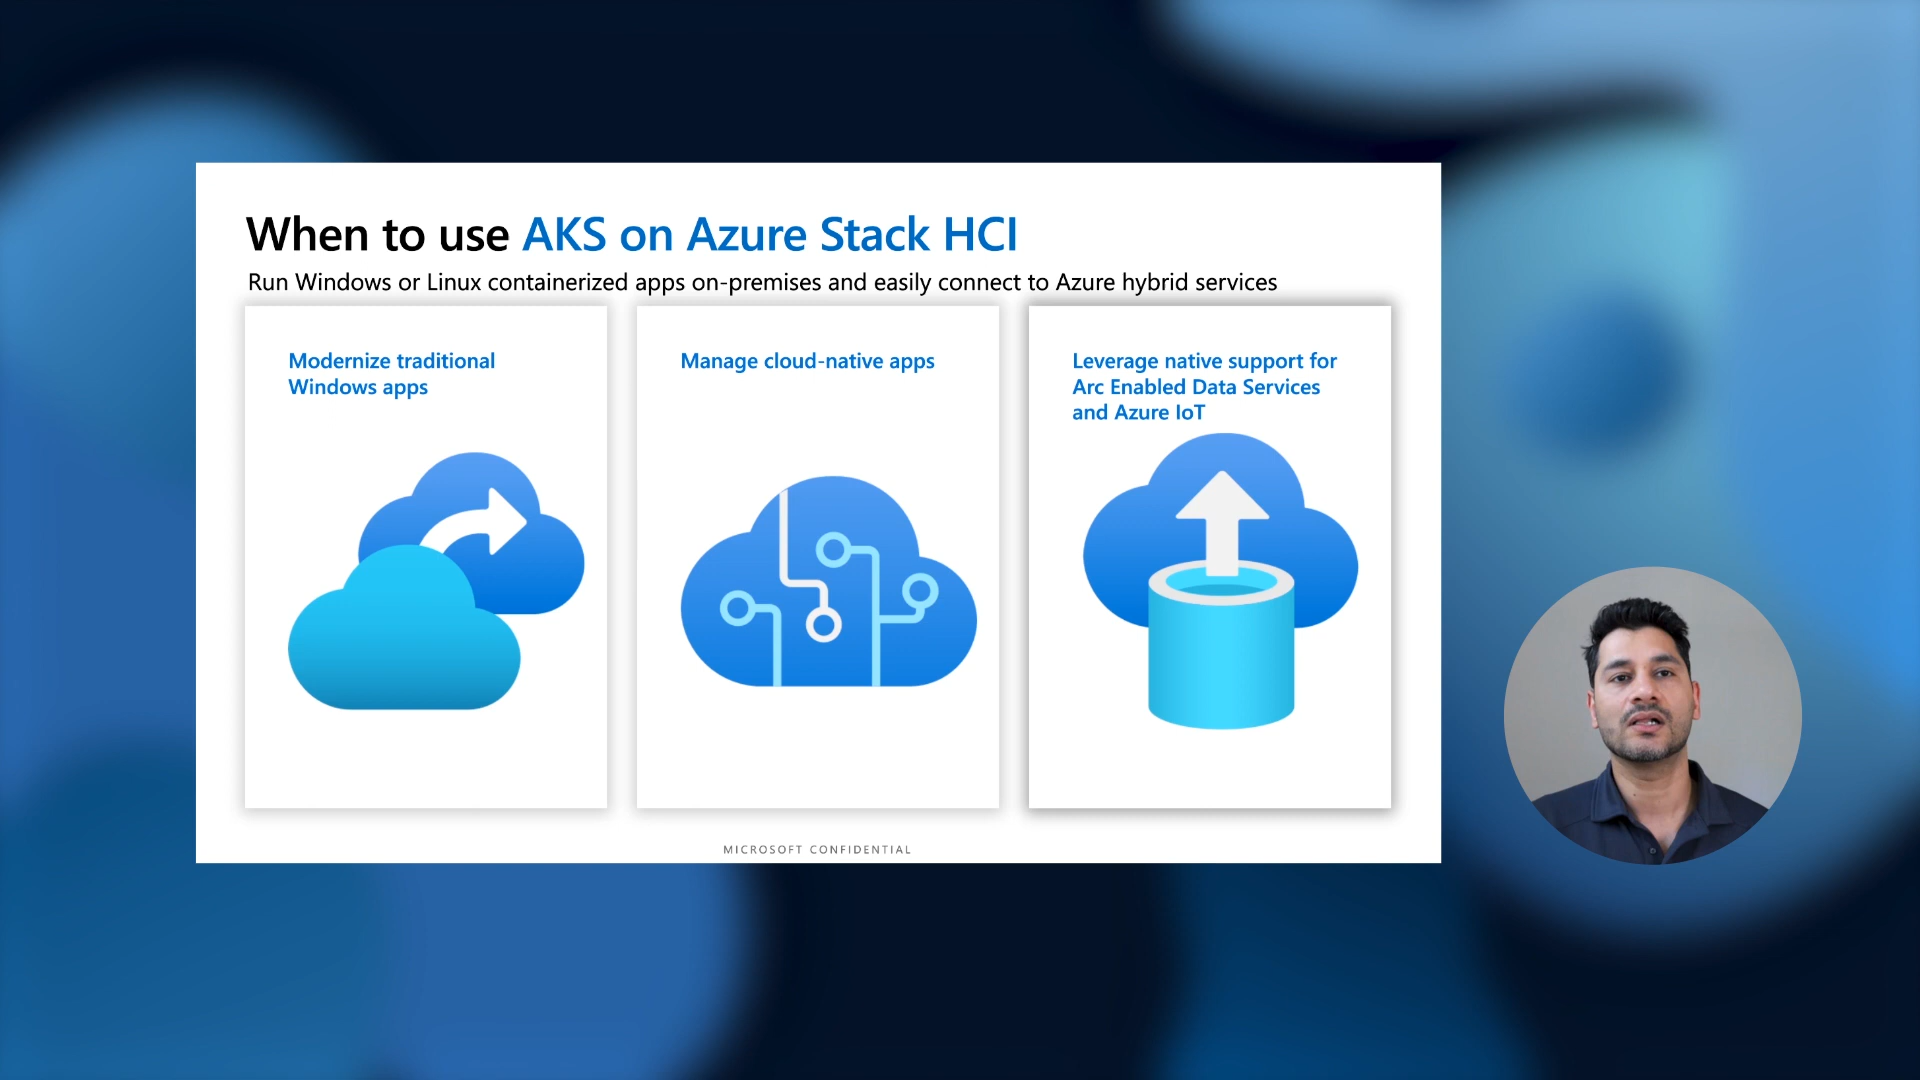 When to use AKS on Azure Stack HCI
Run Windows or Linux containerized apps on-premises and easily connect to Azure hybrid services
Modernize traditional
Windows apps
Manage cloud-native apps
Leverage native support for
Arc Enabled Data Services
and Azure IoT
MICROSOFT CONFIDENTIAL